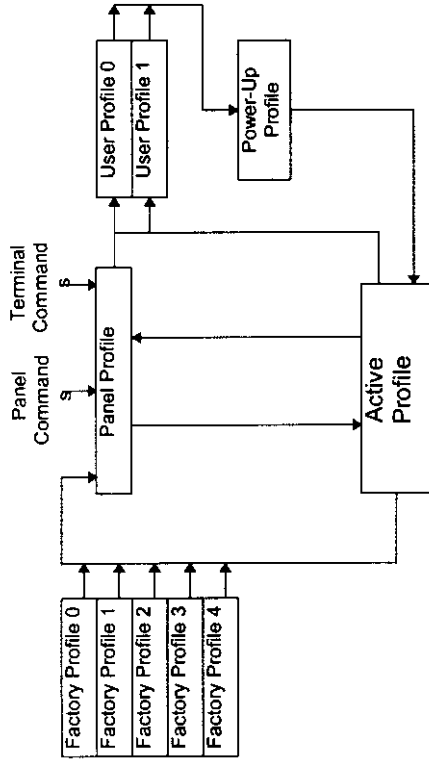 Factory Profile 0
Factory Profile 1
Factory Profile 2
Factory Profile 3
Factory Profile 4
Panel
Command
s
Terminal
Command
s
Panel Profile
User Profile 0
User Profile 1
Power-Up
Profile
Active
Profile